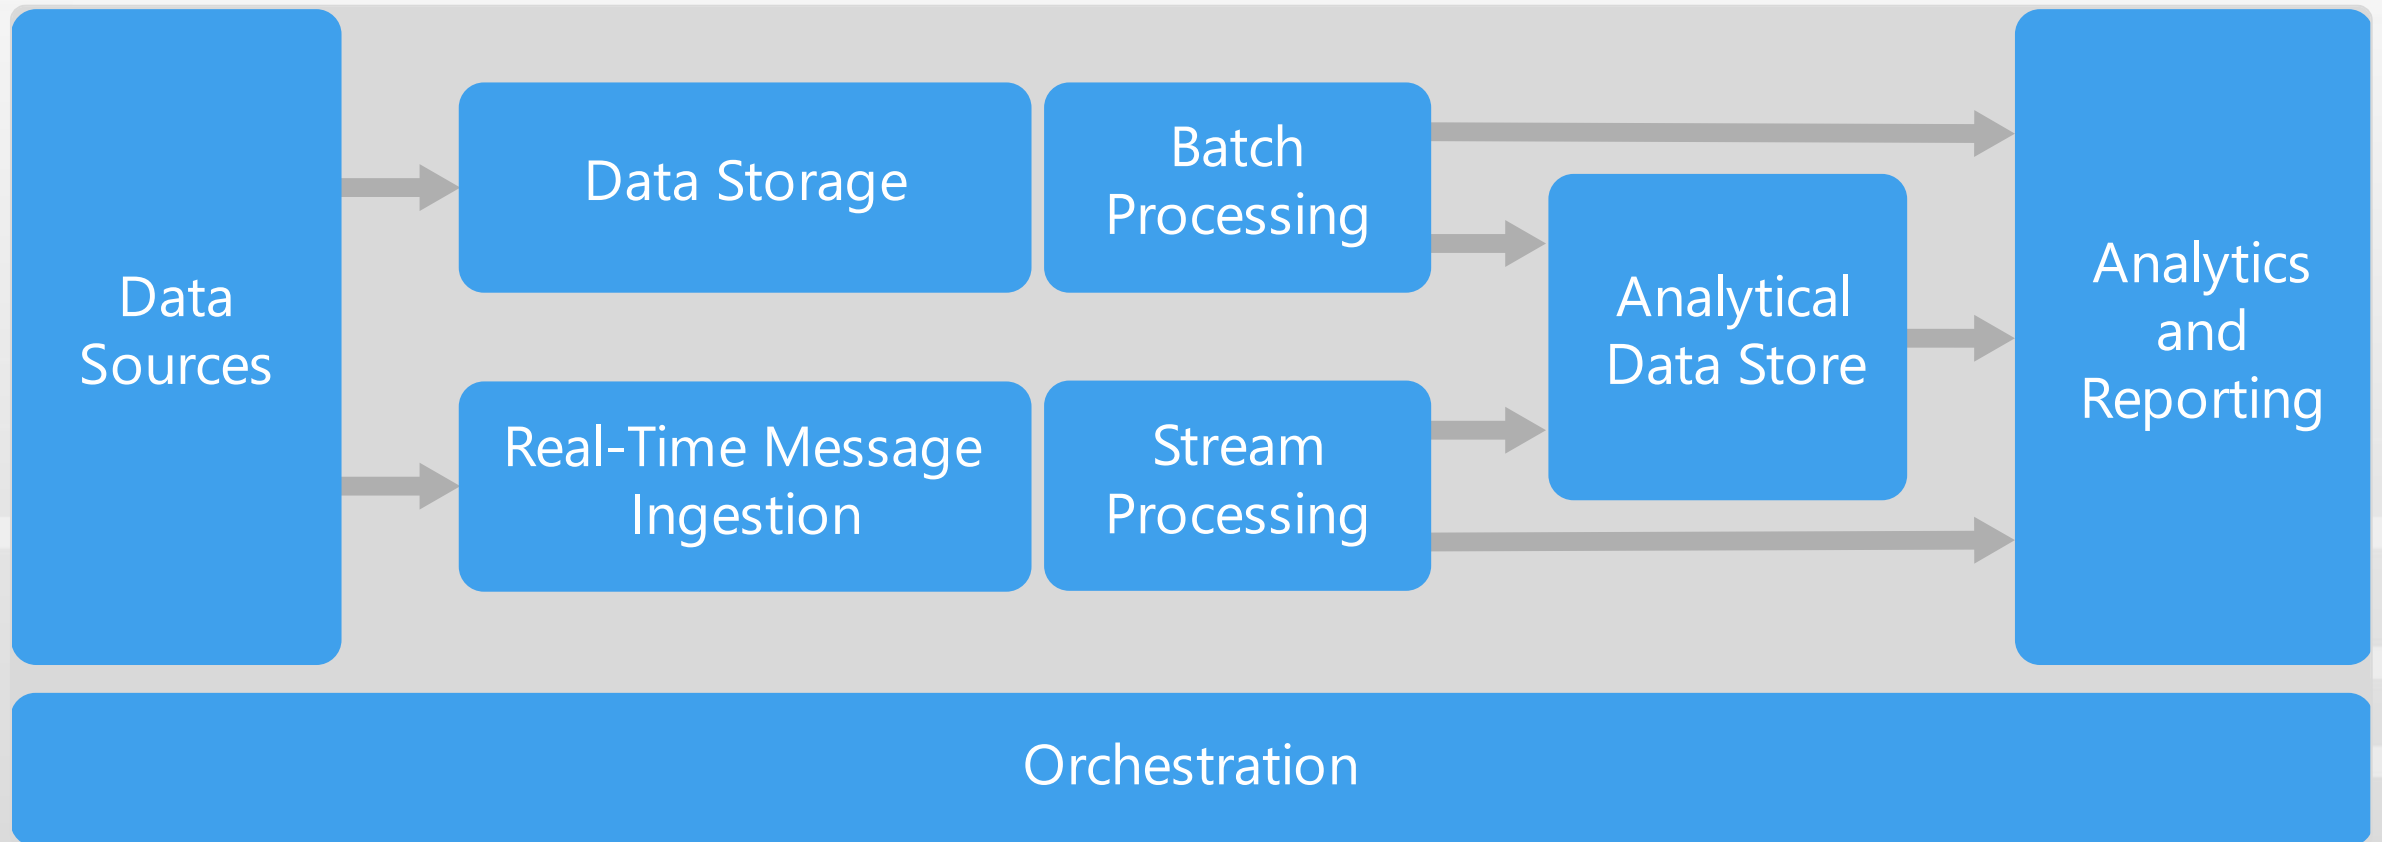 Data
Sources
Data Storage
Batch
Processing
Real-Time Message
Ingestion
Stream
Processing
Analytical
Data Store
Analytics
and
Reporting
Orchestration